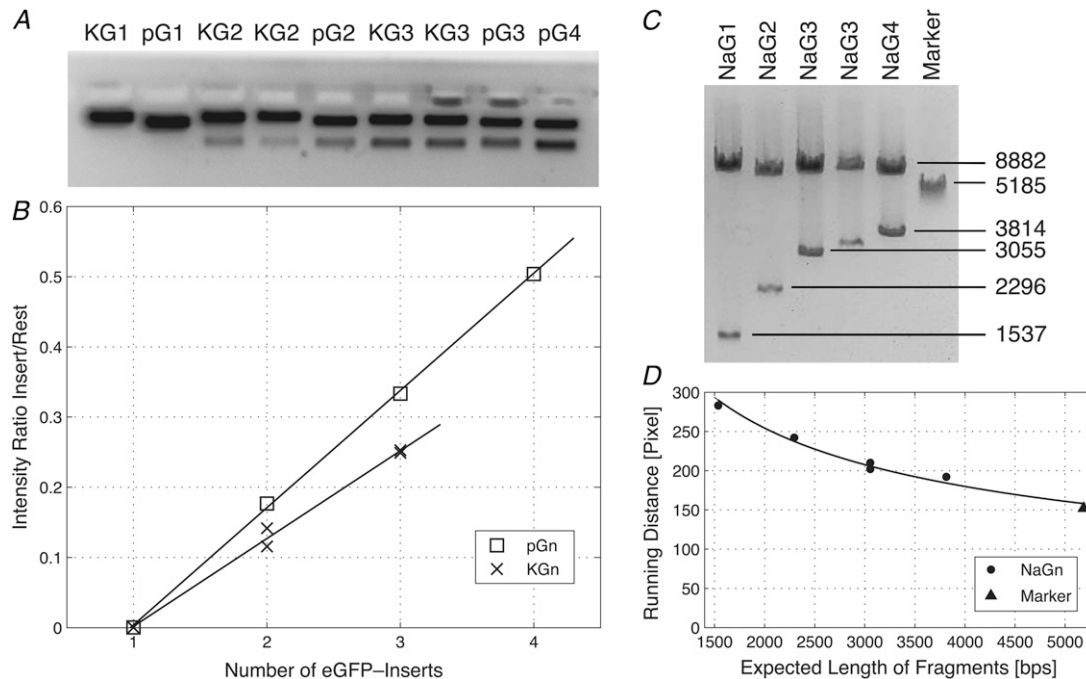 A
KG1 pG1 KG2 KG2 pG2 KG3 KG3 pG3 pG4
B
0.6
0.5
0.4
0.3
0.2
0.1
0
Intensity Ratio Insert/Rest
1 2 3 4
Number of eGFP–Inserts
pGn
KGn
C
NaG1 NaG2 NaG3 NaG3 NaG4 Marker
8882
5185
3814
3055
2296
1537
D
300
250
200
150
100
50
0
Running Distance [Pixel]
1500 2000 2500 3000 3500 4000 4500 5000
Expected Length of Fragments [bps]
NaGn
Marker